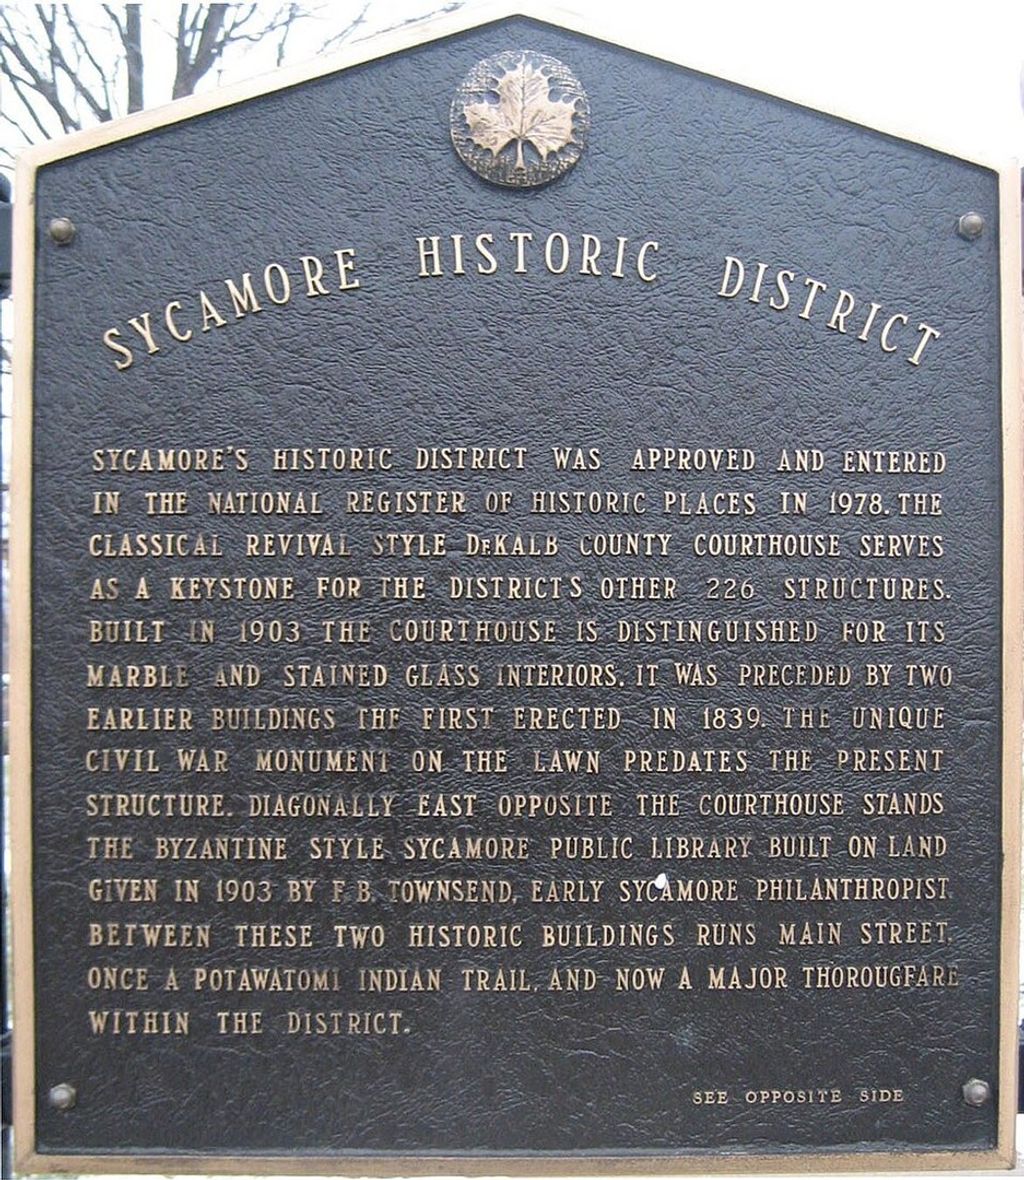 SYCAMORE HISTORIC DISTRICT
SYCAMORE'S HISTORIC DISTRICT WAS APPROVED AND ENTERED
IN THE NATIONAL REGISTER OF HISTORIC PLACES IN 1978. THE
CLASSICAL REVIVAL STYLE DeKALB COUNTY COURTHOUSE SERVES
AS A KEYSTONE FOR THE DISTRICTS OTHER 226 STRUCTURES.
BUILT IN 1903 THE COURTHOUSE IS DISTINGUISHED FOR ITS
MARBLE AND STAINED GLASS INTERIORS. IT WAS PRECEDED BY TWO
EARLIER BUILDINGS THE FIRST ERECTED IN 1839. THE UNIQUE
CIVIL WAR MONUMENT ON THE LAWN PREDATES THE PRESENT
STRUCTURE. DIAGONALLY EAST OPPOSITE THE COURTHOUSE STANDS
THE BYZANTINE STYLE SYCAMORE PUBLIC LIBRARY BUILT ON LAND
GIVEN IN 1903 BY F. B. TOWNSEND, EARLY SYCAMORE PHILANTHROPIST
BETWEEN THESE TWO HISTORIC BUILDINGS RUNS MAIN STREET,
ONCE A POTAWATOMI INDIAN TRAIL, AND NOW A MAJOR THOROUGFARE
WITHIN THE DISTRICT.
SEE OPPOSITE SIDE